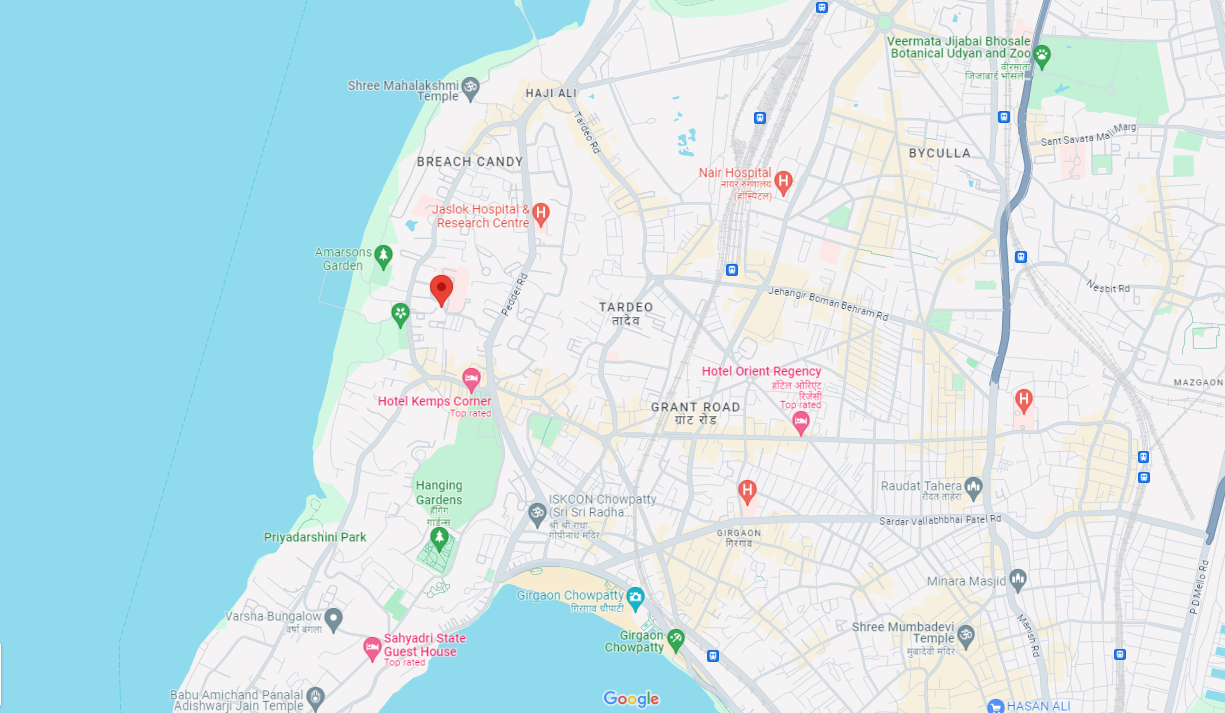 Veermata Jijabai Bhosale
Botanical Udyan and Zoo
वीरमाता
जिजाबाई भोसले
Shree Mahalakshmi
Temple
HAJI ALI
Tardeo Rd
Sant Savata Mali Marg
BREACH CANDY
BYCULLA
Nair Hospital
नायर रुग्णालय
(हॉस्पिटल)
Jaslok Hospital &
Research Centre
Amarsons
Garden
Pedder Rd
TARDEO
तादेव
Jehangir Boman Behram Rd
Nesbit Rd
Hotel Orient Regency
हॉटेल ओरिएंट
रिजेंसी
Top rated
MAZGAON
Hotel Kemps Corner
Top rated
GRANT ROAD
ग्रांट रोड
Hanging
Gardens
हँगिंग
गार्डन्स
ISKCON Chowpatty
(Sri Sri Radha...
श्री श्री राधा
गोपीनाथ मंदिर
Raudat Tahera
रौदत ताहेरा
Sardar Vallabhbhai Patel Rd
Priyadarshini Park
GIRGAON
गिरगाव
Minara Masjid
P D Mello Rd
Girgaon Chowpatty
गिरगाव चौपाटी
Varsha Bungalow
वर्षा बंगला
Girgaon
Chowpatty
Shree Mumbadevi
Temple
मुंबादेवी मंदिर
Manish Rd
Sahyadri State
Guest House
Top rated
Babu Amichand Panalal
Adishwarji Jain Temple
Google
HASAN ALI